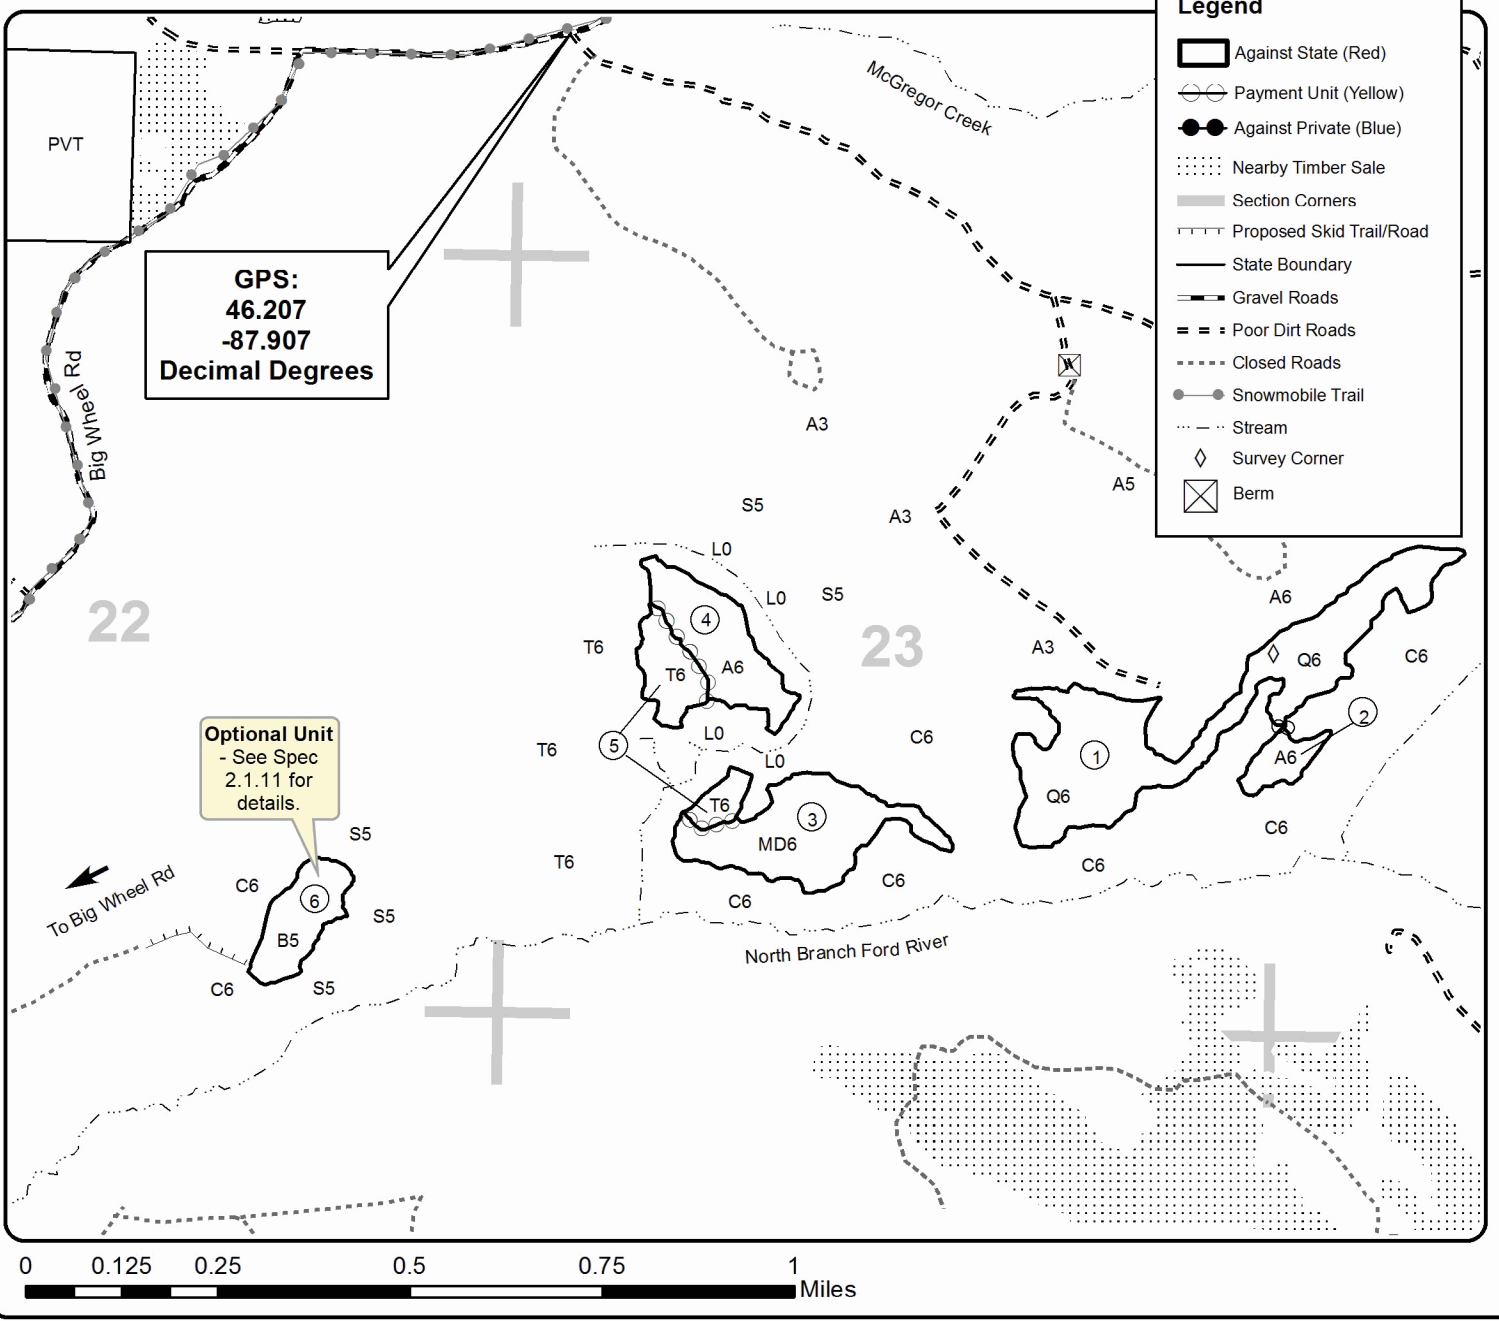 Legend
Against State (Red)
Payment Unit (Yellow)
Against Private (Blue)
Nearby Timber Sale
Section Corners
Proposed Skid Trail/Road
State Boundary
Gravel Roads
Poor Dirt Roads
Closed Roads
Snowmobile Trail
Stream
Survey Corner
Berm
McGregor Creek
PVT
GPS:
46.207
-87.907
Decimal Degrees
Big Wheel Rd
A3
A5
S5
A3
L0
L0
S5
A6
22
23
4
T6
A3
Q6
C6
T6
A6
2
Optional Unit
- See Spec
2.1.11 for
details.
5
T6
L0
C6
1
A6
L0
Q6
T6
3
MD6
C6
S5
T6
C6
C6
C6
C6
To Big Wheel Rd
6
S5
B5
North Branch Ford River
C6
S5
0
0.125
0.25
0.5
0.75
1
Miles